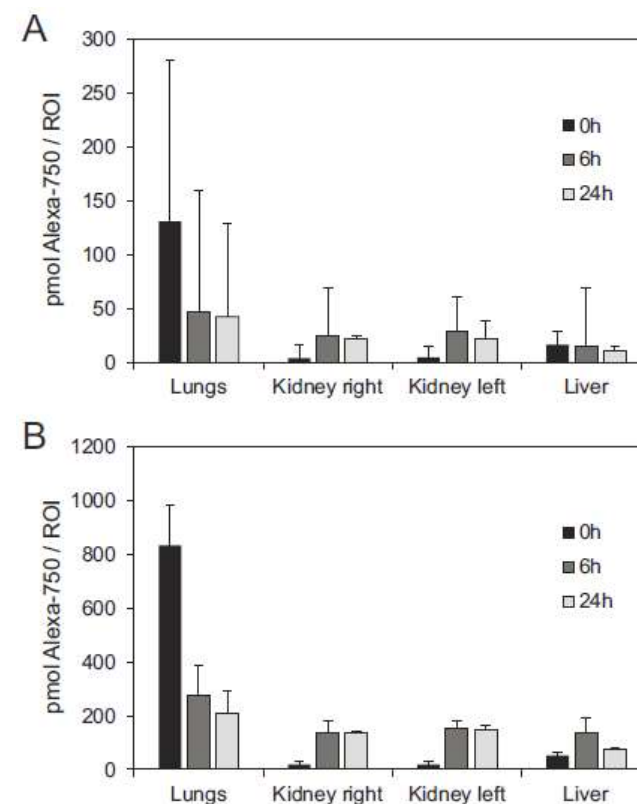 A
pmol Alexa-750 / ROI
300
250
200
150
100
50
0
0h
6h
24h
Lungs Kidney right Kidney left Liver
B
pmol Alexa-750 / ROI
1200
1000
800
600
400
200
0
0h
6h
24h
Lungs Kidney right Kidney left Liver